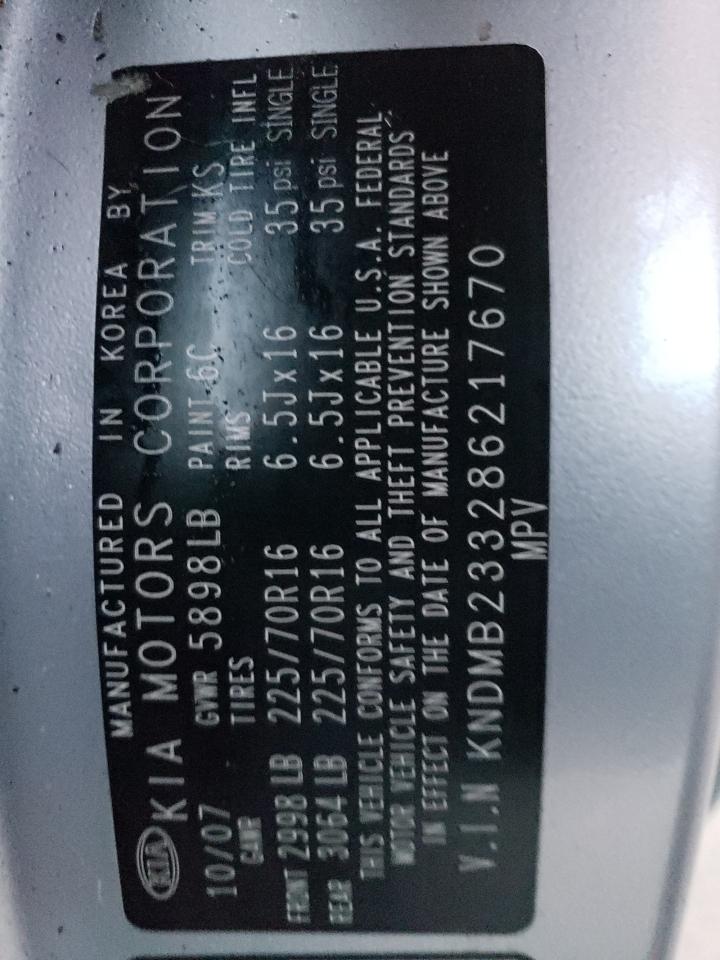 MANUFACTURED IN KOREA BY
KIA KIA MOTORS CORPORATION
10/07 GVWR 5898LB PAINT 6C TRIM KS
GAWR TIRES RIMS COLD TIRE INFL
FRONT 2998 LB 225/70R16 6.5Jx16 35 psi SINGLE
REAR 3064 LB 225/70R16 6.5Jx16 35 psi SINGLE
THIS VEHICLE CONFORMS TO ALL APPLICABLE U.S.A. FEDERAL
MOTOR VEHICLE SAFETY AND THEFT PREVENTION STANDARDS
IN EFFECT ON THE DATE OF MANUFACTURE SHOWN ABOVE
V.I.N KNDMB233286217670
MPV